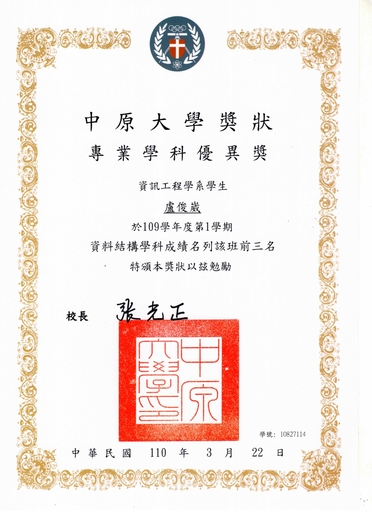 中原大學獎狀
專業學科優異獎
資訊工程學系學生
盧俊崴
於109學年度第1學期
資料結構學科成績名列該班前三名
特頒本獎狀以茲勉勵
校長 張光正
中原大學印
學號: 10827114
中華民國 110 年 3 月 22 日